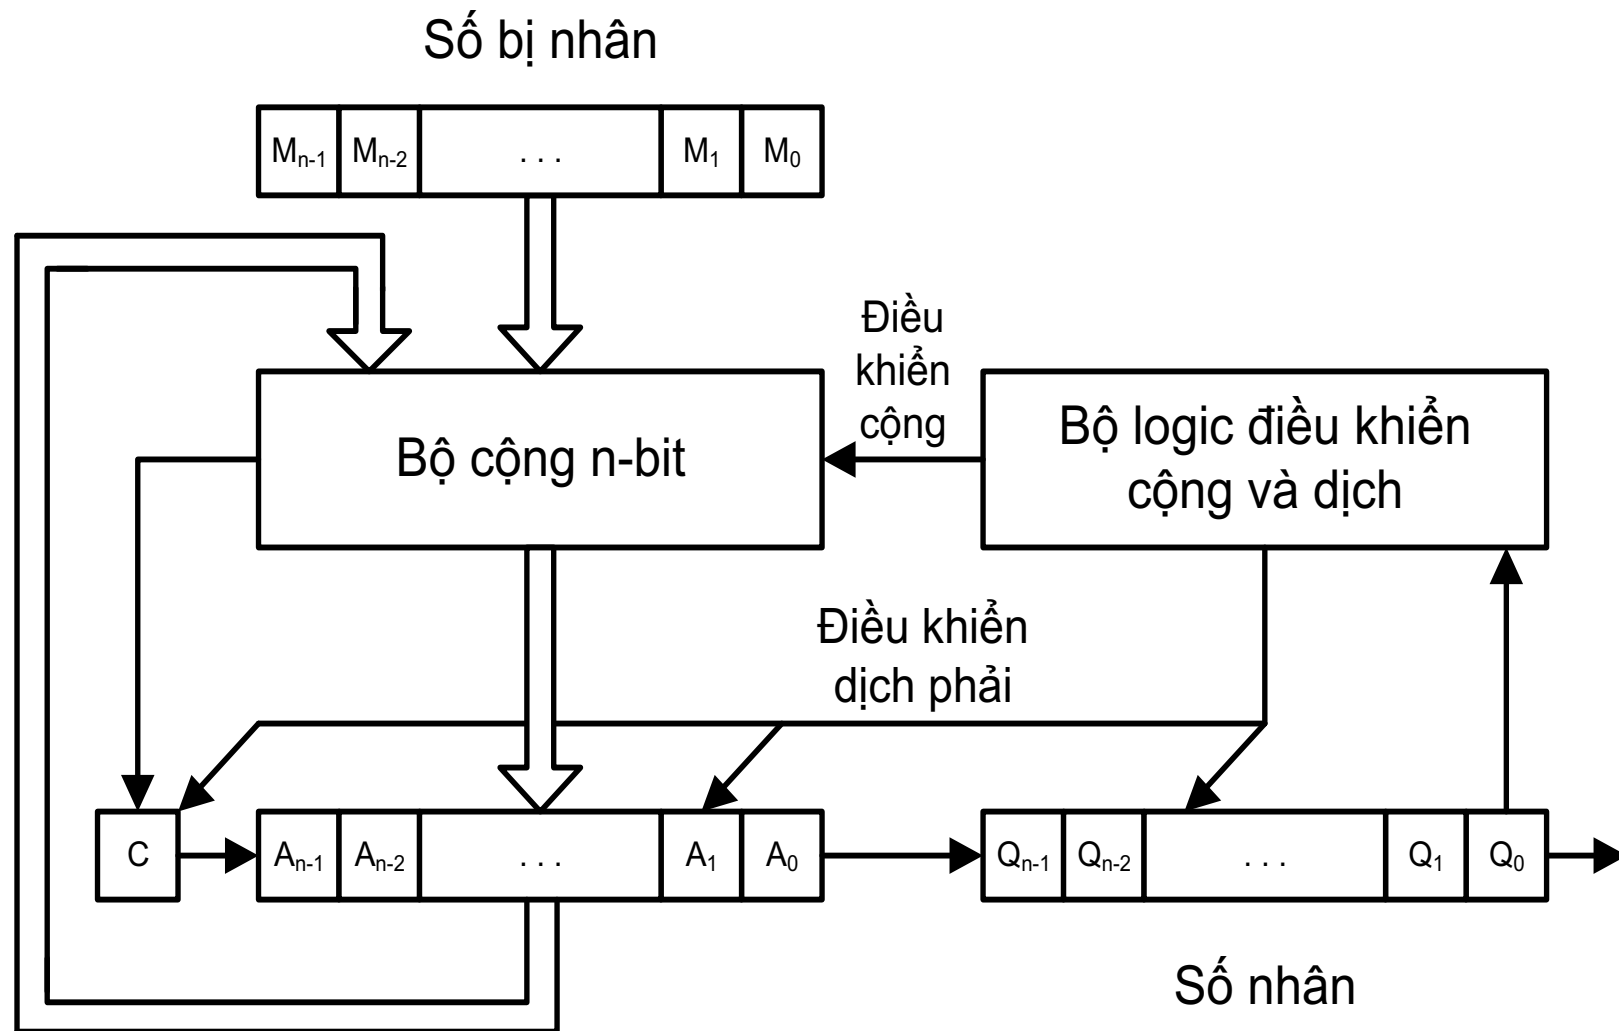 Số bị nhân
Mn-1 Mn-2 . . . M1 M0
Điều
khiển
cộng
Bộ cộng n-bit
Bộ logic điều khiển
cộng và dịch
Điều khiển
dịch phải
C An-1 An-2 . . . A1 A0 Qn-1 Qn-2 . . . Q1 Q0
Số nhân